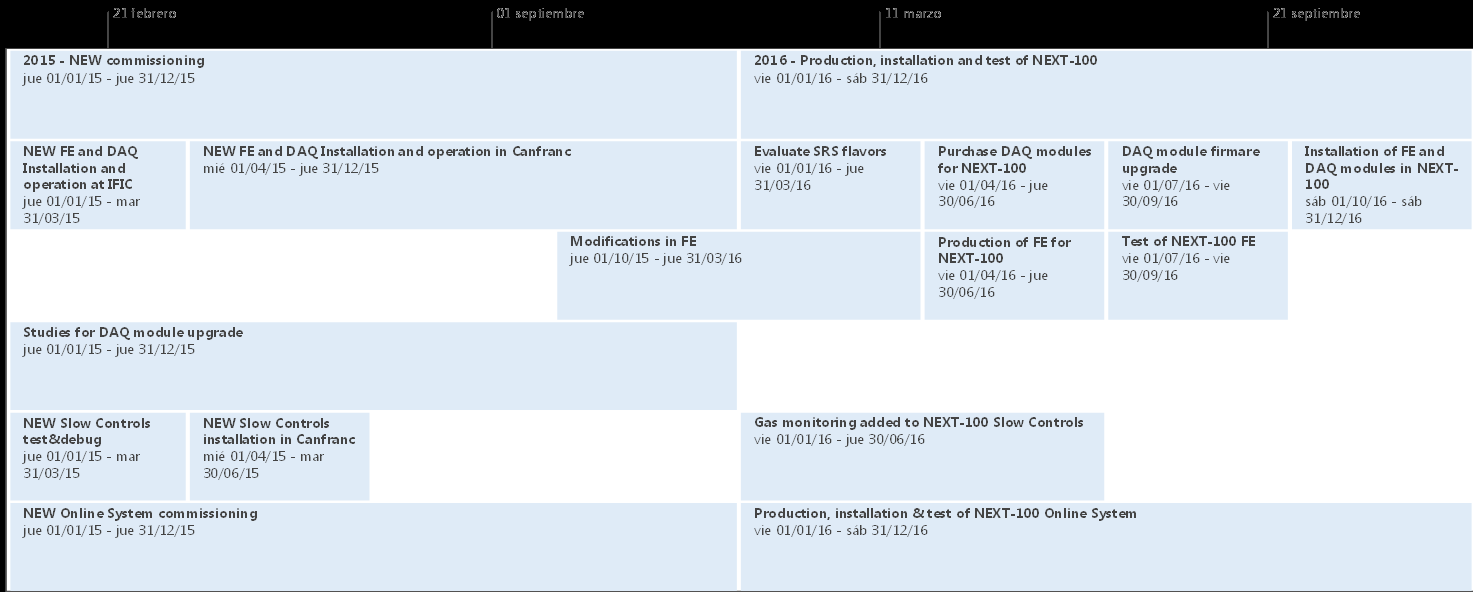 21 febrero
01 septiembre
11 marzo
21 septiembre
2015 - NEW commissioning
jue 01/01/15 - jue 31/12/15
2016 - Production, installation and test of NEXT-100
vie 01/01/16 - sáb 31/12/16
NEW FE and DAQ
Installation and
operation at IFIC
jue 01/01/15 - mar
31/03/15
NEW FE and DAQ Installation and operation in Canfranc
mié 01/04/15 - jue 31/12/15
Evaluate SRS flavors
vie 01/01/16 - jue
31/03/16
Purchase DAQ modules
for NEXT-100
vie 01/04/16 - jue
30/06/16
DAQ module firmare
upgrade
vie 01/07/16 - vie
30/09/16
Installation of FE and
DAQ modules in NEXT-
100
sáb 01/10/16 - sáb
31/12/16
Modifications in FE
jue 01/10/15 - jue 31/03/16
Production of FE for
NEXT-100
vie 01/04/16 - jue
30/06/16
Test of NEXT-100 FE
vie 01/07/16 - vie
30/09/16
Studies for DAQ module upgrade
jue 01/01/15 - jue 31/12/15
NEW Slow Controls
test&debug
jue 01/01/15 - mar
31/03/15
NEW Slow Controls
installation in Canfranc
mié 01/04/15 - mar
30/06/15
Gas monitoring added to NEXT-100 Slow Controls
vie 01/01/16 - jue 30/06/16
NEW Online System commissioning
jue 01/01/15 - jue 31/12/15
Production, installation & test of NEXT-100 Online System
vie 01/01/16 - sáb 31/12/16